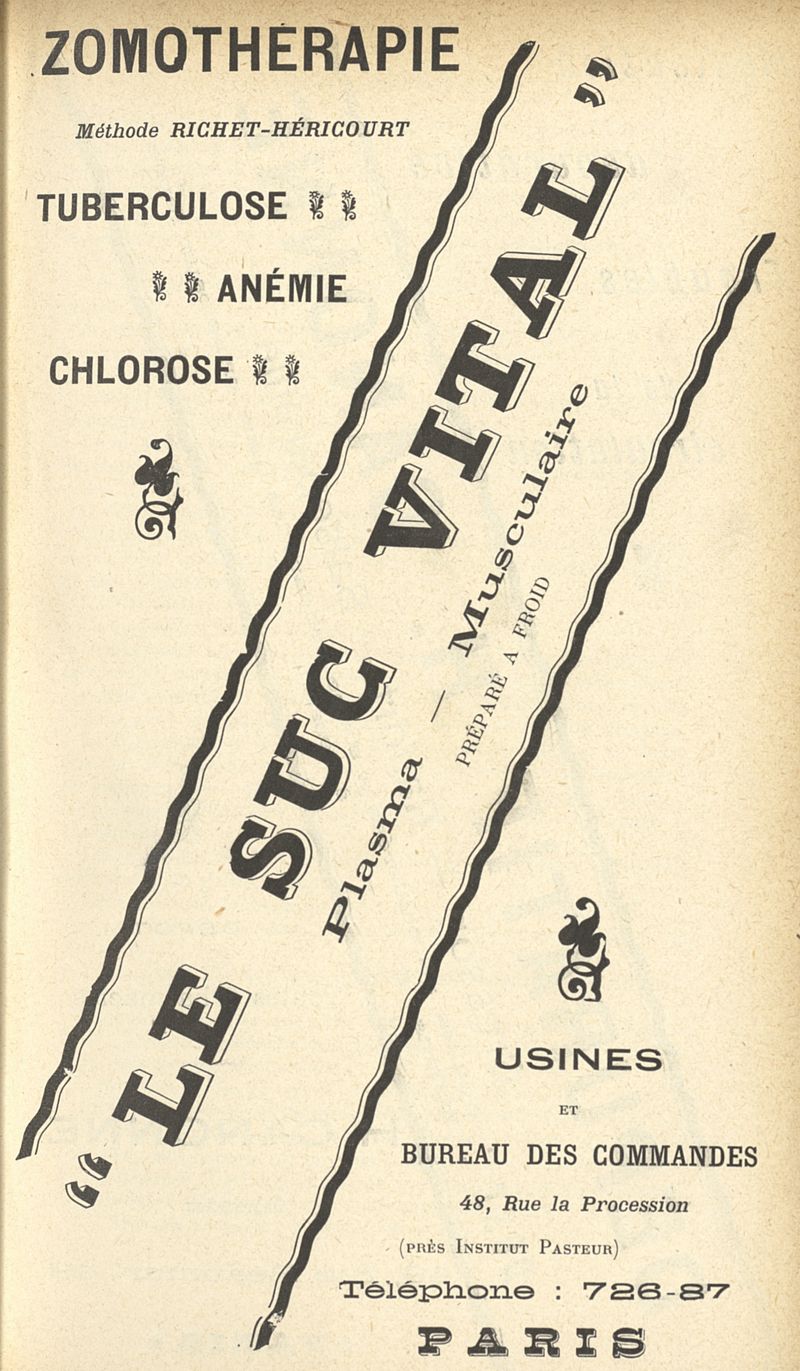 ZOMOTHÉRAPIE
Méthode RICHET-HÉRICOURT
TUBERCULOSE
ANÉMIE
CHLOROSE
“LE SUC VITAL”
Plasma — Musculaire
PRÉPARÉ A FROID
USINES
ET
BUREAU DES COMMANDES
48, Rue la Procession
(PRÈS INSTITUT PASTEUR)
Téléphone : 726-87
PARIS